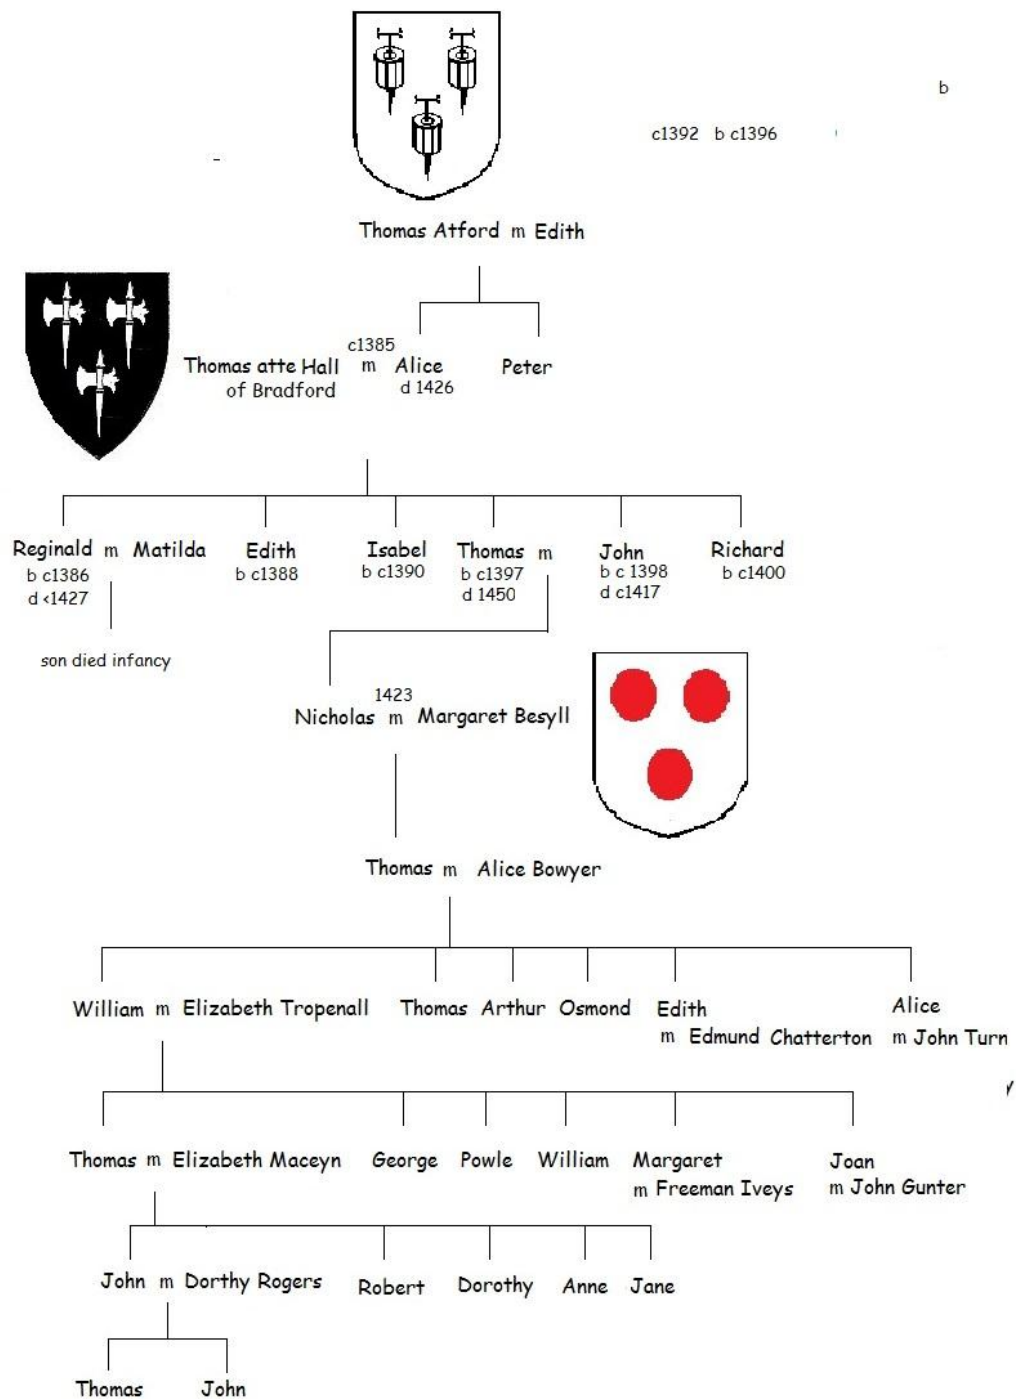 b
c1392 b c1396
Thomas Atford m Edith
c1385
Thomas atte Hall m Alice Peter
of Bradford d 1426
Reginald m Matilda Edith Isabel Thomas m John Richard
b c1386 b c1388 b c1390 b c1397 b c 1398 b c1400
d <1427 d 1450 d c1417
son died infancy
1423
Nicholas m Margaret Besyll
Thomas m Alice Bowyer
William m Elizabeth Tropenall Thomas Arthur Osmond Edith Alice
m Edmund Chatterton m John Turn
y
Thomas m Elizabeth Maceyn George Powle William Margaret Joan
m Freeman Iveys m John Gunter
John m Dorthy Rogers Robert Dorothy Anne Jane
Thomas John